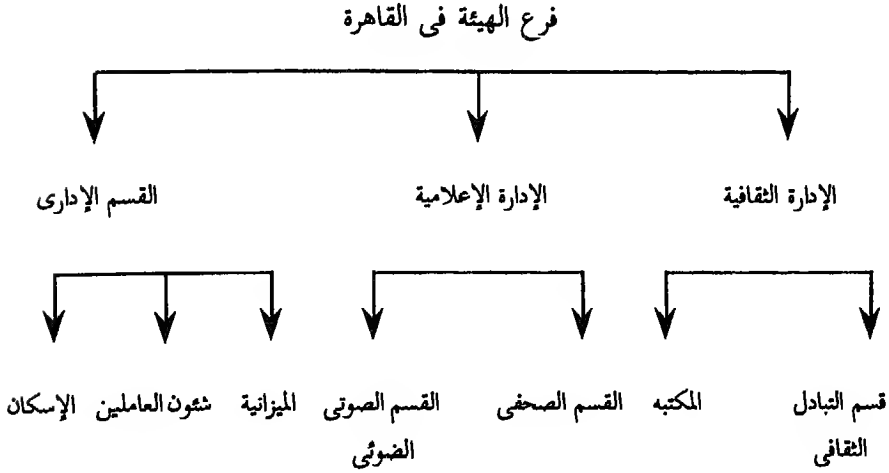 فرع الهيئة فى القاهرة
الإدارة الثقافية
الإدارة الإعلامية
القسم الإدارى
قسم التبادل
الثقافى
المكتبه
القسم الصحفى
القسم الصوتى
الضوئى
الميزانية
شئون العاملين
الإسكان